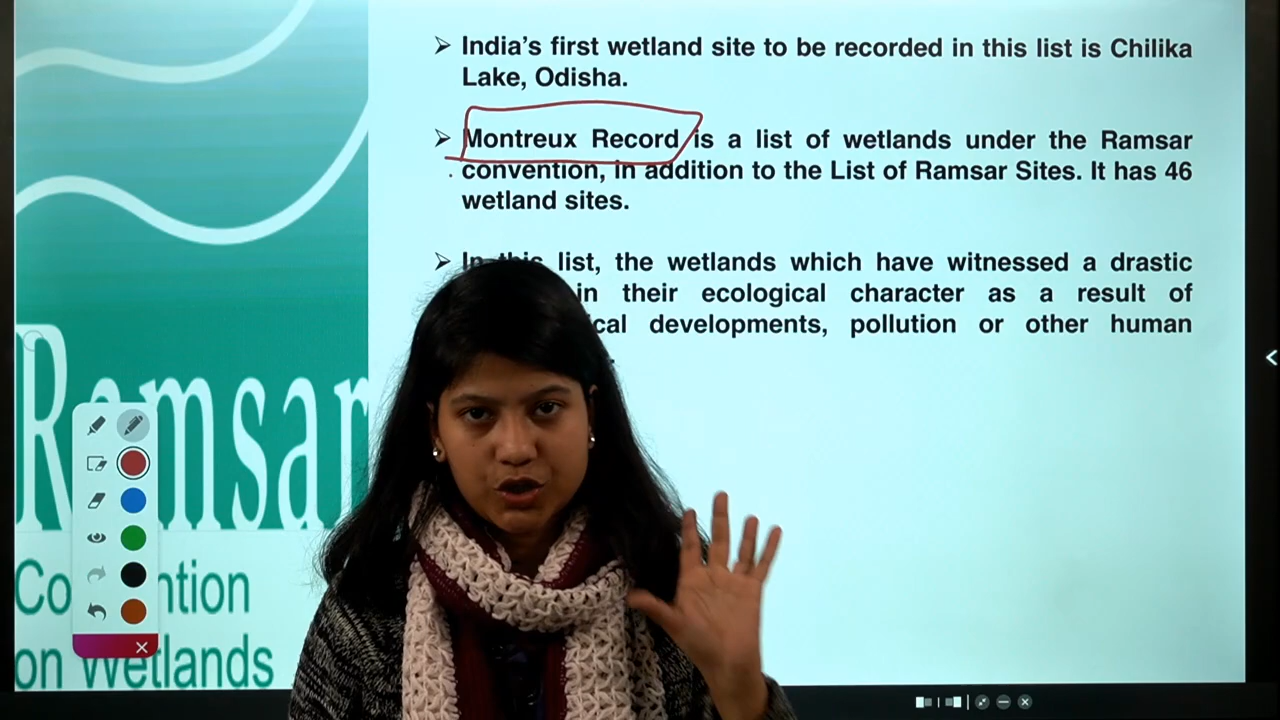 ➢ India’s first wetland site to be recorded in this list is Chilika
Lake, Odisha.
➢ Montreux Record is a list of wetlands under the Ramsar
convention, in addition to the List of Ramsar Sites. It has 46
wetland sites.
➢ In this list, the wetlands which have witnessed a drastic
in their ecological character as a result of
developments, pollution or other human
Ramsar
Convention
on Wetlands